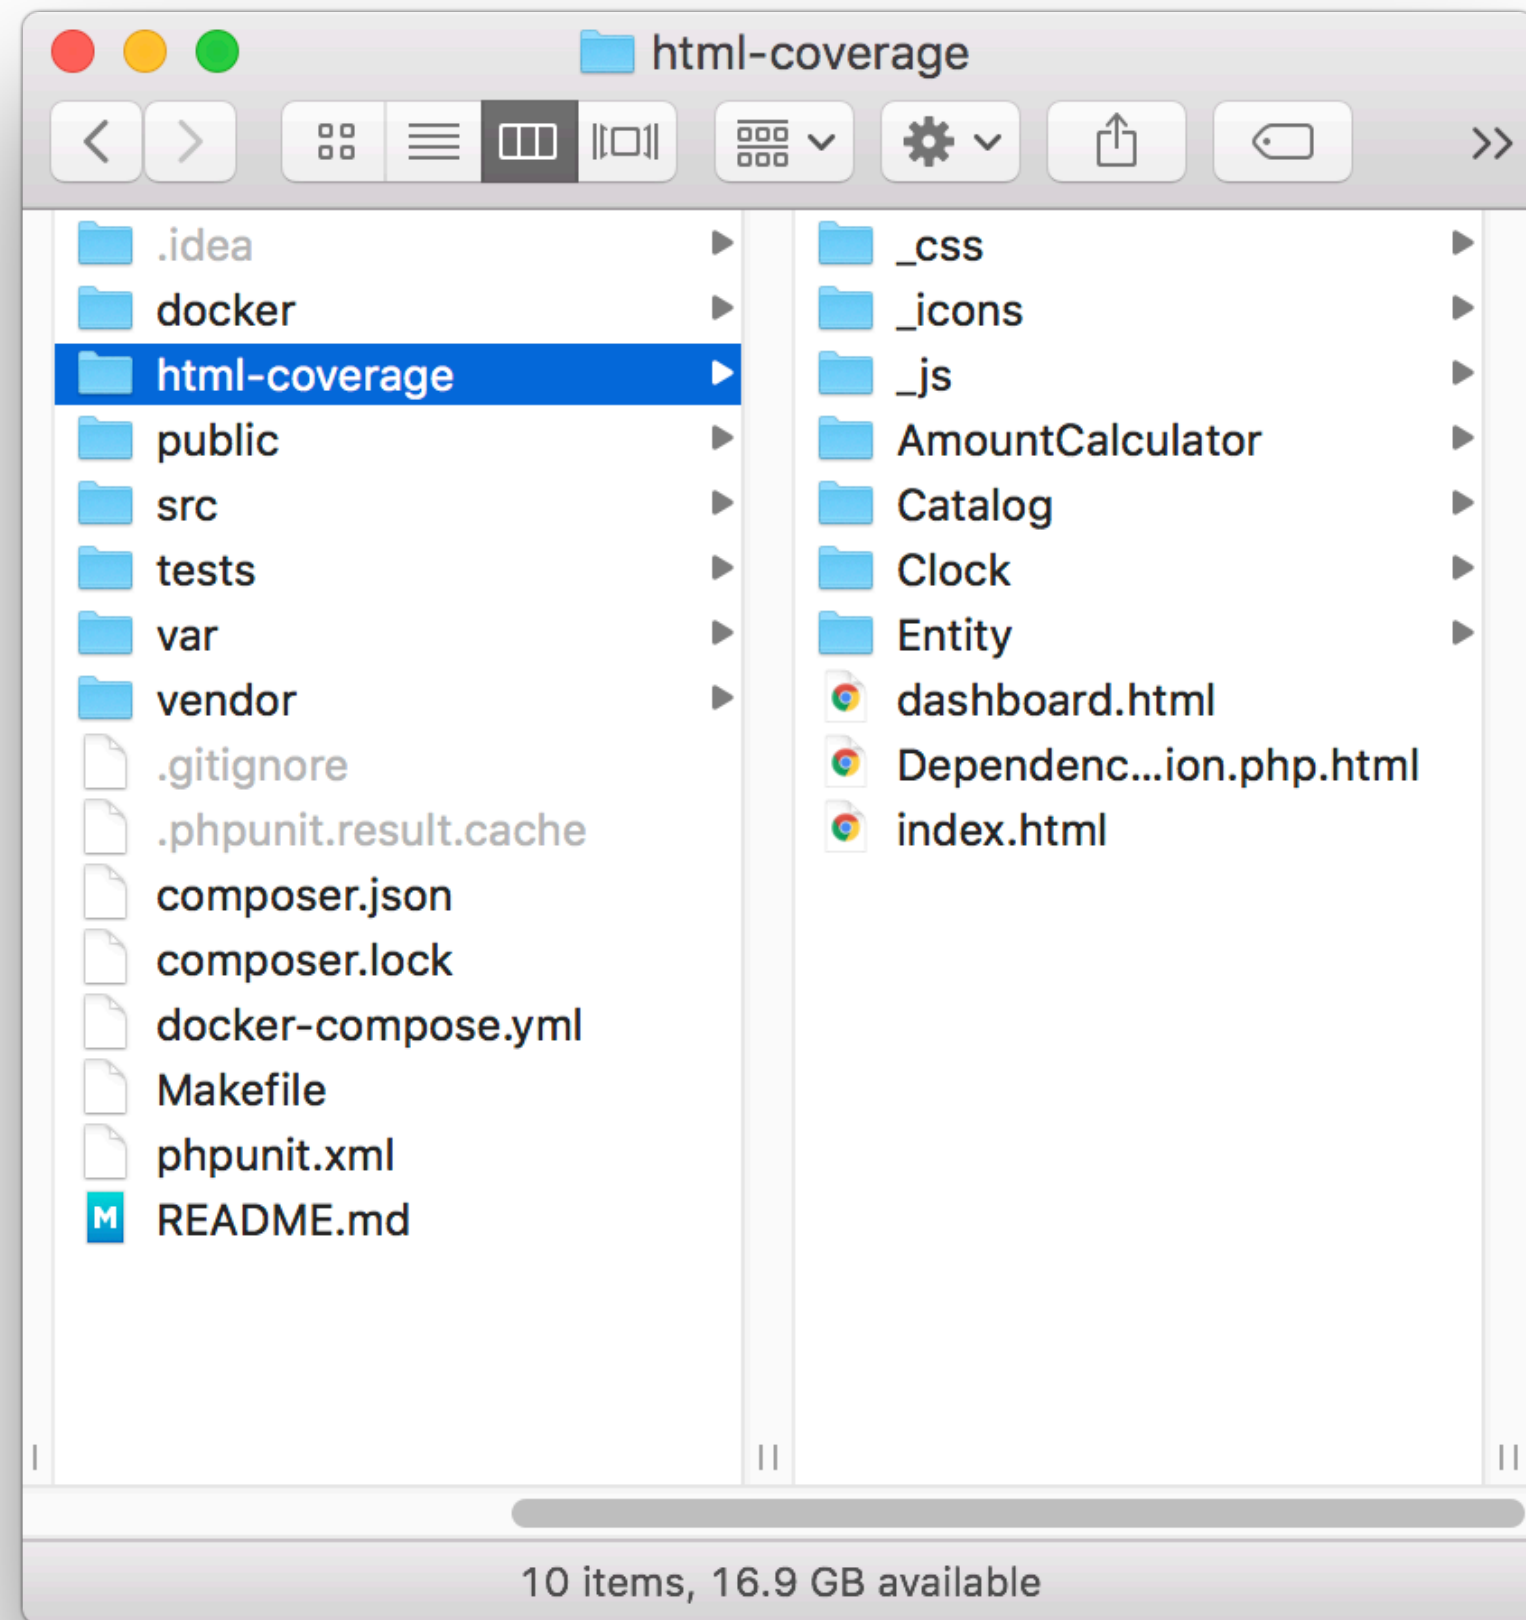 html-coverage
.idea
docker
html-coverage
public
src
tests
var
vendor
.gitignore
.phpunit.result.cache
composer.json
composer.lock
docker-compose.yml
Makefile
phpunit.xml
M README.md
_css
_icons
_js
AmountCalculator
Catalog
Clock
Entity
dashboard.html
Dependenc...ion.php.html
index.html
10 items, 16.9 GB available